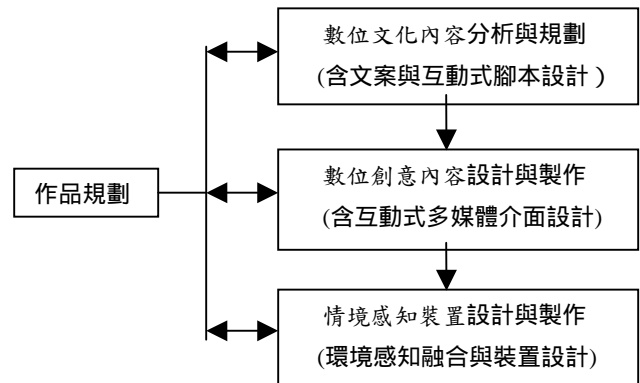 數位文化內容分析與規劃
(含文案與互動式腳本設計）
作品規劃
數位創意內容設計與製作
(含互動式多媒體介面設計)
情境感知裝置設計與製作
(環境感知融合與裝置設計)